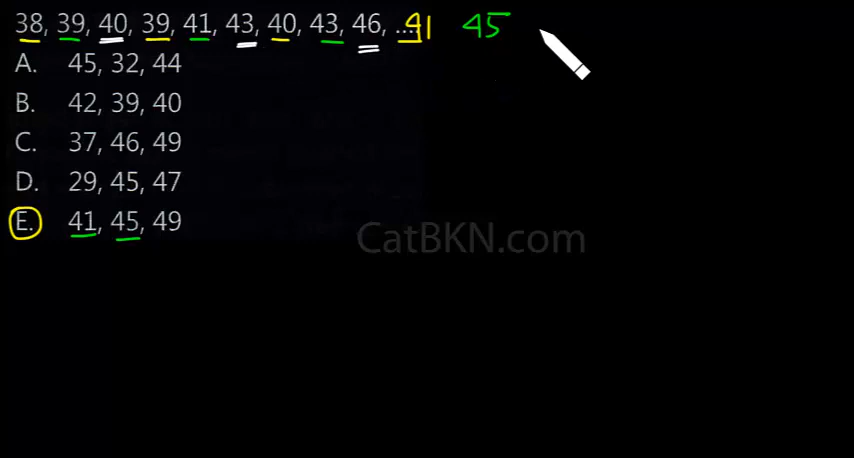 38, 39, 40, 39, 41, 43, 40, 43, 46, .... 41 45
A. 45, 32, 44
B. 42, 39, 40
C. 37, 46, 49
D. 29, 45, 47
E. 41, 45, 49
CatBKN.com